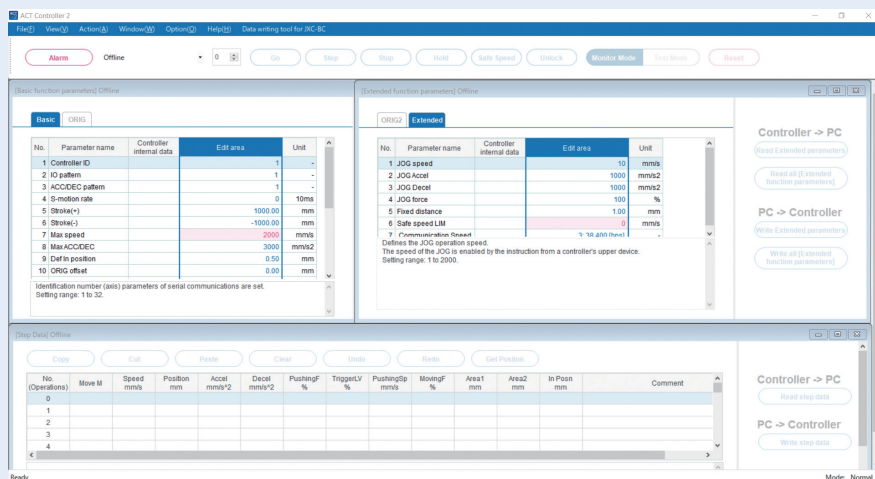 ACT Controller 2
File(F) View(V) Action(A) Window(W) Option(O) Help(H) Data writing tool for JXC-BC
Alarm Offline 0 Go Step Stop Hold Safe Speed Unlock Monitor Mode Test Mode Reset
[Basic function parameters] Offline
Basic ORIG
No. Parameter name Controller internal data Edit area Unit
1 Controller ID 1 -
2 IO pattern 1 -
3 ACC/DEC pattern 1 -
4 S-motion rate 0 10ms
5 Stroke(+) 1000.00 mm
6 Stroke(-) -1000.00 mm
7 Max speed 2000 mm/s
8 Max ACC/DEC 3000 mm/s2
9 Def In position 0.50 mm
10 ORIG offset 0.00 mm
Identification number (axis) parameters of serial communications are set.
Setting range: 1 to 32.
[Extended function parameters] Offline
ORIG2 Extended
No. Parameter name Controller internal data Edit area Unit
1 JOG speed 10 mm/s
2 JOG Accel 1000 mm/s2
3 JOG Decel 1000 mm/s2
4 JOG force 100 %
5 Fixed distance 1.00 mm
6 Safe speed LIM 0 mm/s
7 Communication Speed 3: 38,400 [bps] -
Defines the JOG operation speed.
The speed of the JOG is enabled by the instruction from a controller's upper device.
Setting range: 1 to 2000.
Controller -> PC
Read Extended parameters
Read all [Extended
function parameters]
PC -> Controller
Write Extended parameters
Write all [Extended
function parameters]
[Step Data] Offline
Copy Cut Paste Clear Undo Redo Get Position
No. (Operations) Move M Speed mm/s Position mm Accel mm/s^2 Decel mm/s^2 PushingF % TriggerLV % PushingSp mm/s MovingF % Area1 mm Area2 mm In Posn mm Comment
0
1
2
3
4
Controller -> PC
Read step data
PC -> Controller
Write step data
Ready Mode: Normal